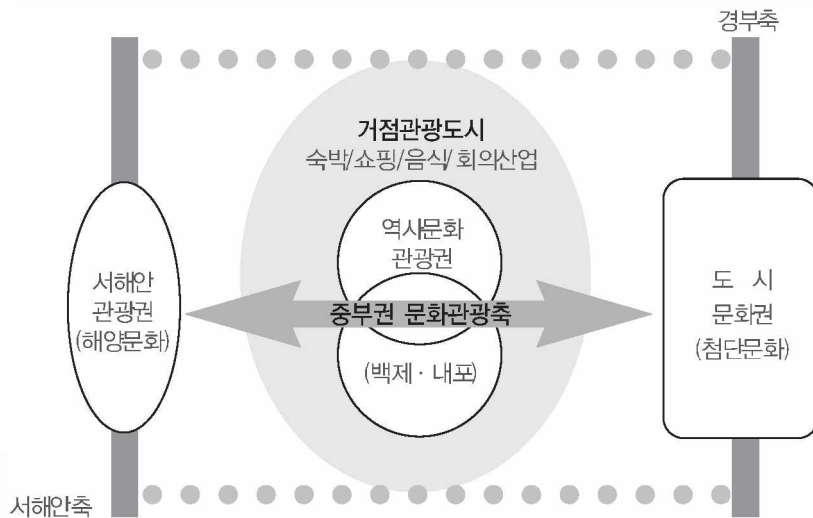 경부축
거점관광도시
숙박/쇼핑/음식/회의산업
역사문화
관광권
서해안
관광권
(해양문화)
중부권 문화관광축
도 시
문화권
(첨단문화)
(백제 · 내포)
서해안축